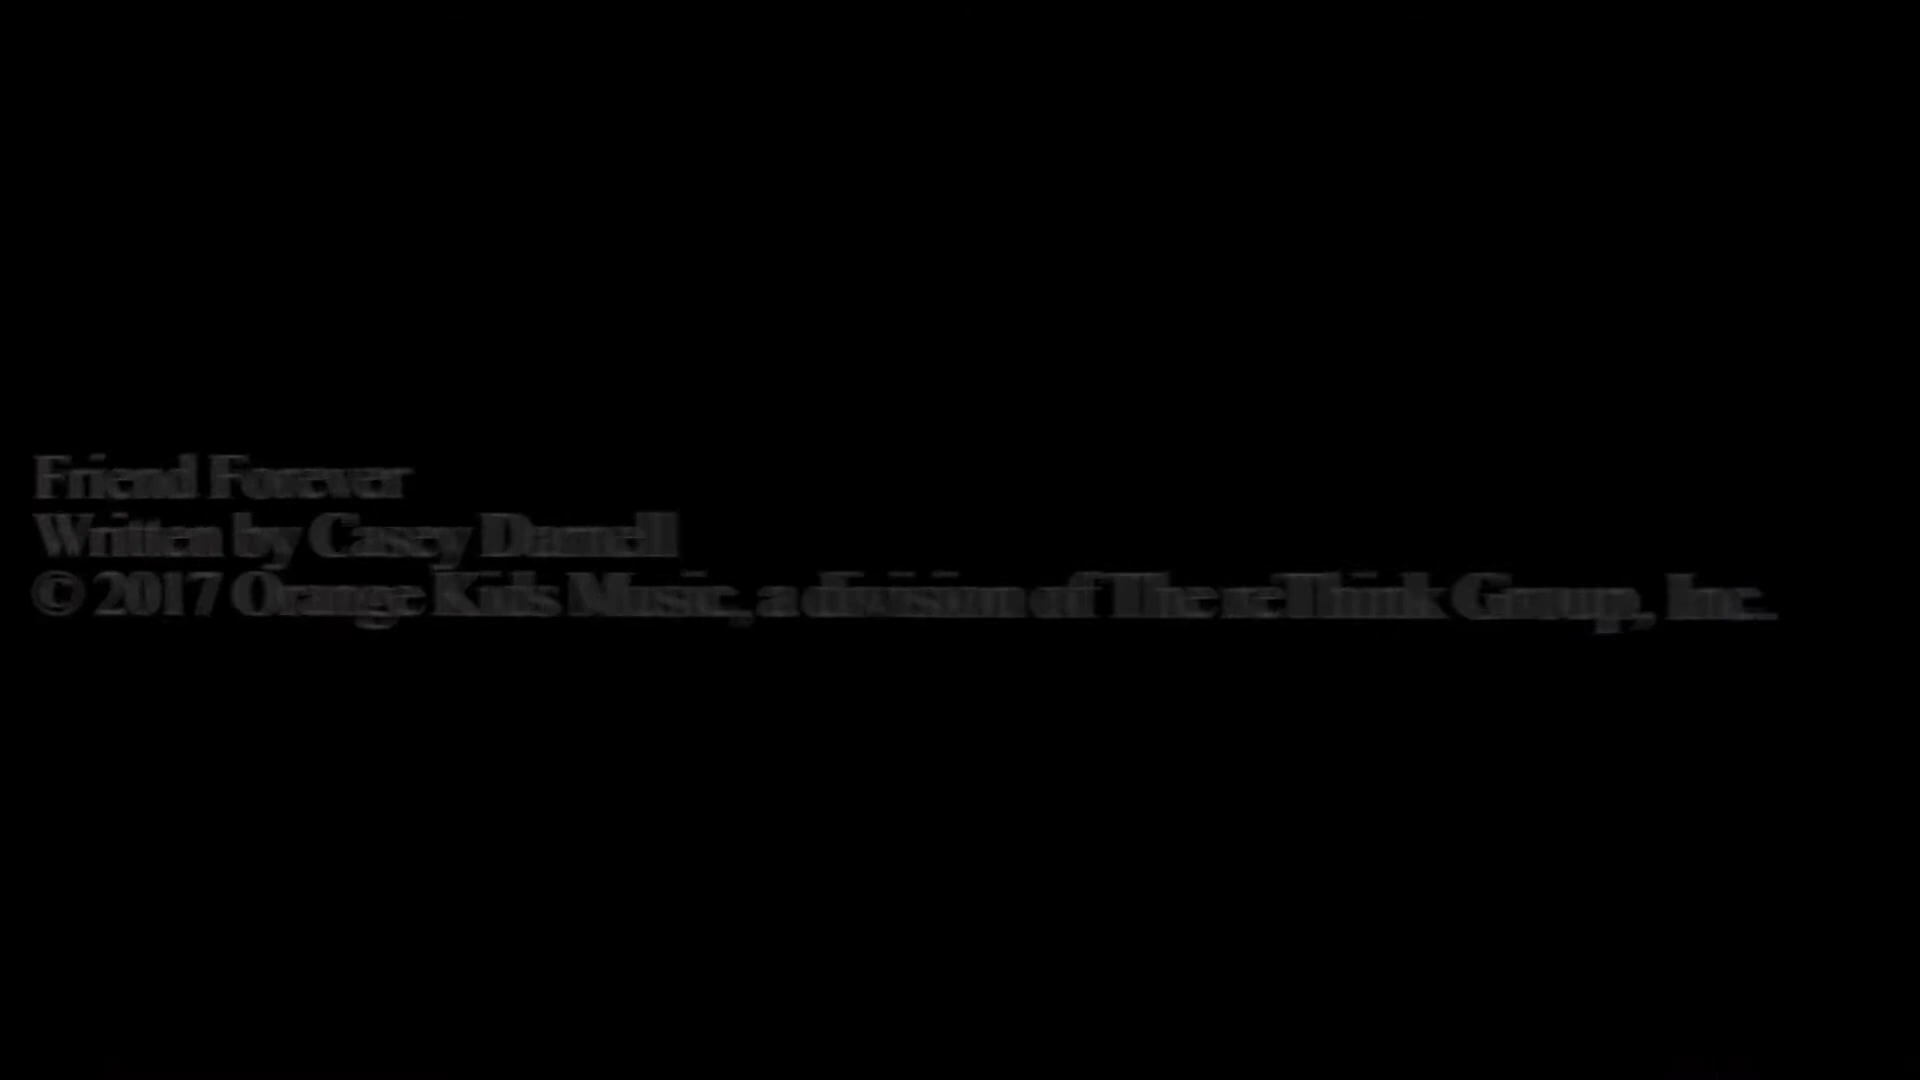 Friend Forever
Written by Casey Darnell
© 2017 Orange Kids Music, a division of The reThink Group, Inc.